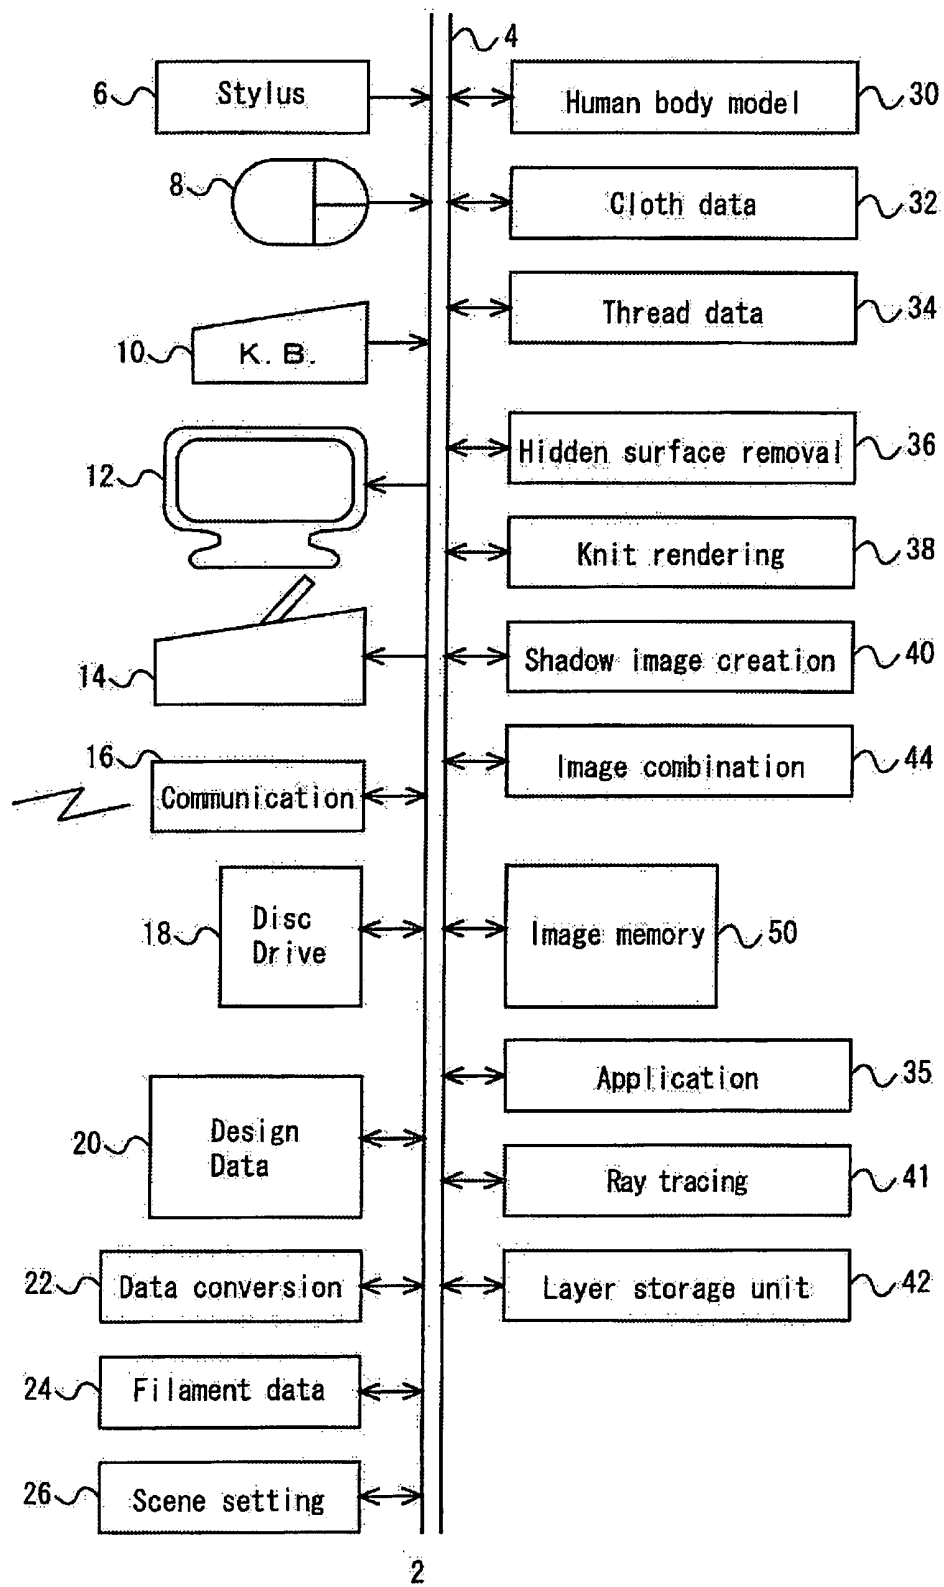 4
6
Stylus
Human body model
30
8
Cloth data
32
Thread data
34
10
K. B.
12
Hidden surface removal
36
Knit rendering
38
14
Shadow image creation
40
16
Communication
Image combination
44
18
Disc
Drive
Image memory
50
Application
35
20
Design
Data
Ray tracing
41
22
Data conversion
Layer storage unit
42
24
Filament data
26
Scene setting
2